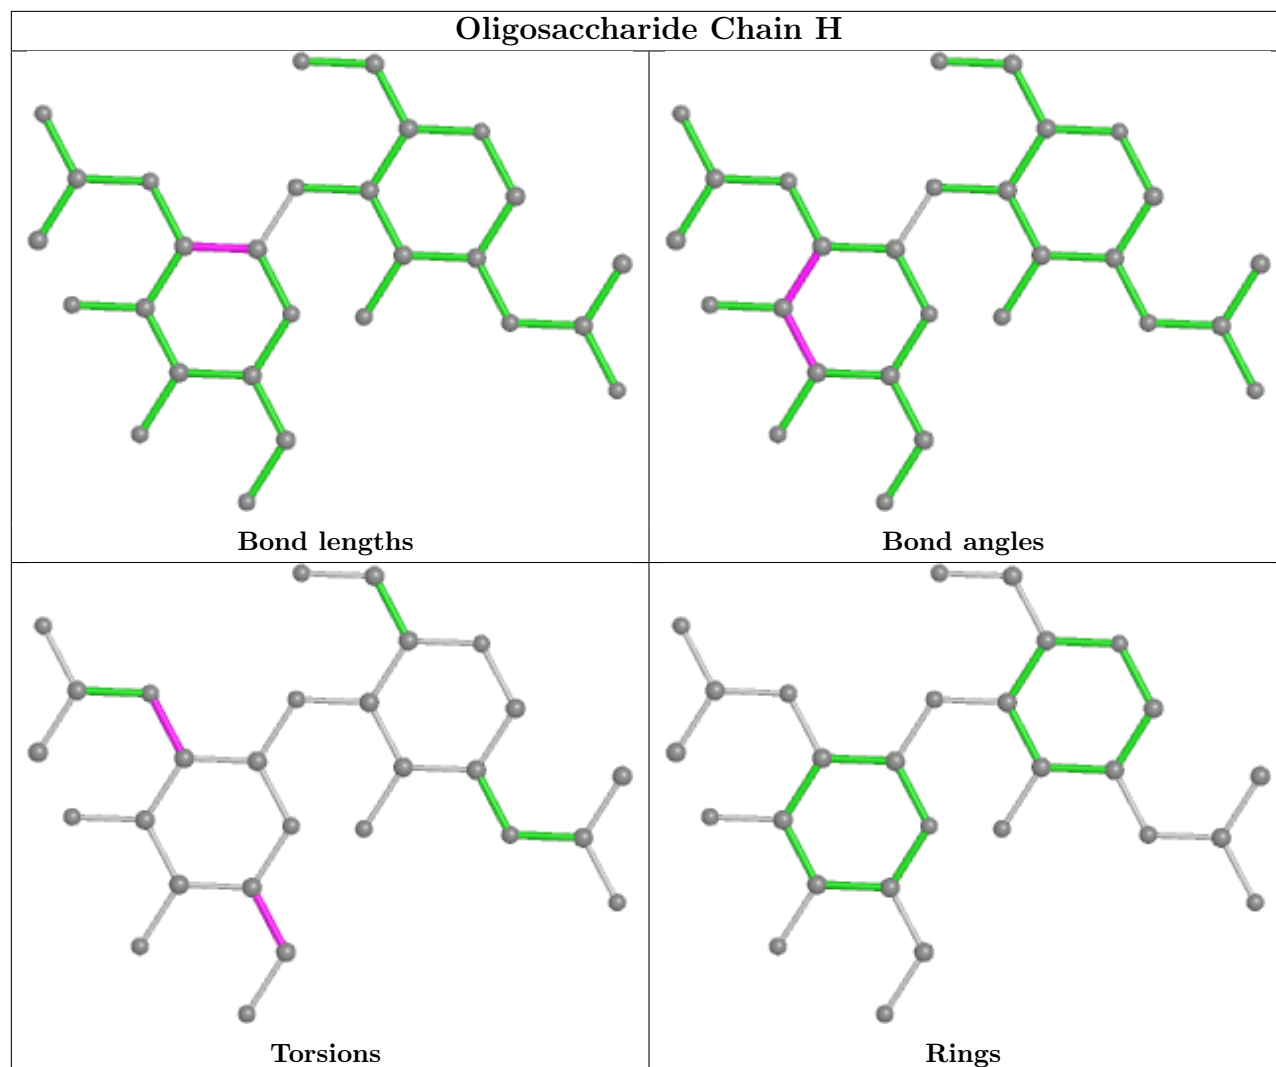 Oligosaccharide Chain H
Bond lengths
Bond angles
Torsions
Rings